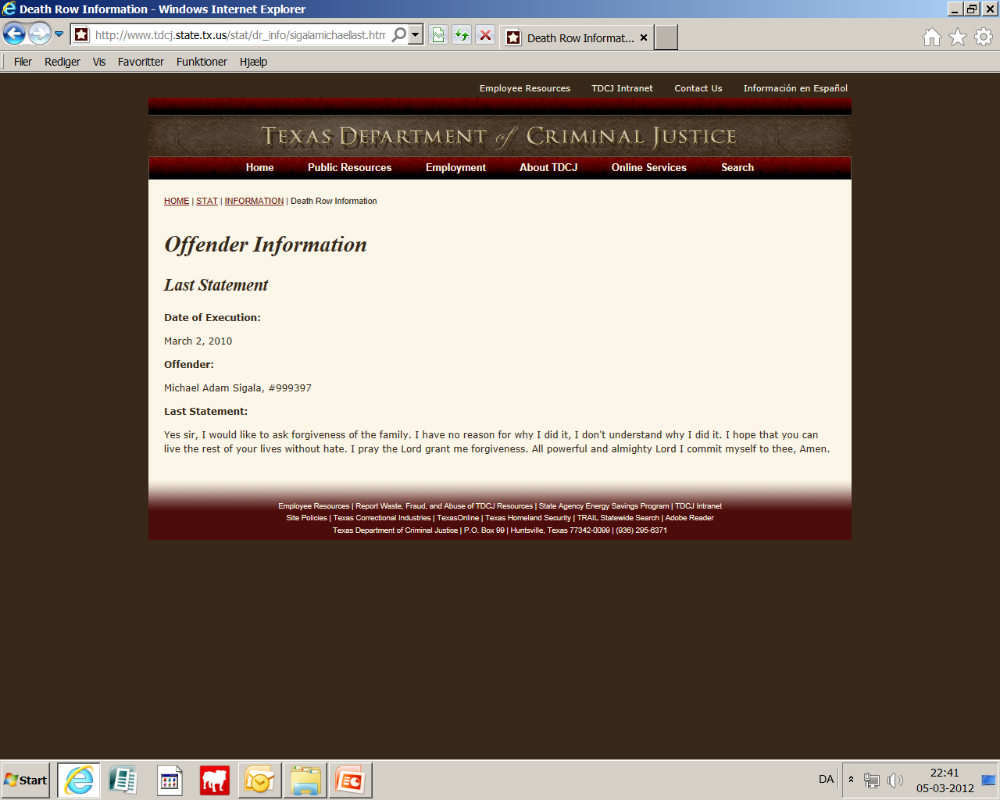 Death Row Information - Windows Internet Explorer
http://www.tdcj.state.tx.us/stat/dr_info/sigalamichaellast.htm
Death Row Informat...
Filer Rediger Vis Favoritter Funktioner Hjælp
Employee Resources TDCJ Intranet Contact Us Información en Español
Texas Department of Criminal Justice
Home Public Resources Employment About TDCJ Online Services Search
HOME | STAT | INFORMATION | Death Row Information
Offender Information
Last Statement
Date of Execution:
March 2, 2010
Offender:
Michael Adam Sigala, #999397
Last Statement:
Yes sir, I would like to ask forgiveness of the family. I have no reason for why I did it, I don't understand why I did it. I hope that you can
live the rest of your lives without hate. I pray the Lord grant me forgiveness. All powerful and almighty Lord I commit myself to thee, Amen.
Employee Resources | Report Waste, Fraud, and Abuse of TDCJ Resources | State Agency Energy Savings Program | TDCJ Intranet
Site Policies | Texas Correctional Industries | TexasOnline | Texas Homeland Security | TRAIL Statewide Search | Adobe Reader
Texas Department of Criminal Justice | P.O. Box 99 | Huntsville, Texas 77342-0099 | (936) 295-6371
Start
DA
22:41
05-03-2012